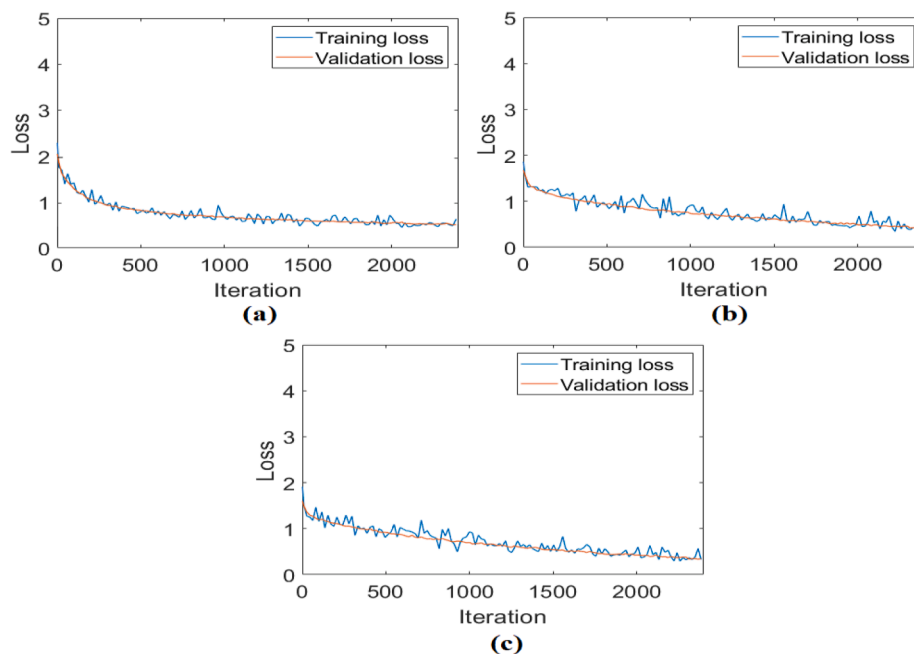 5
4
3
2
1
0
Loss
Training loss
Validation loss
0 500 1000 1500 2000
Iteration
(a)
5
4
3
2
1
0
Loss
Training loss
Validation loss
0 500 1000 1500 2000
Iteration
(b)
5
4
3
2
1
0
Loss
Training loss
Validation loss
0 500 1000 1500 2000
Iteration
(c)